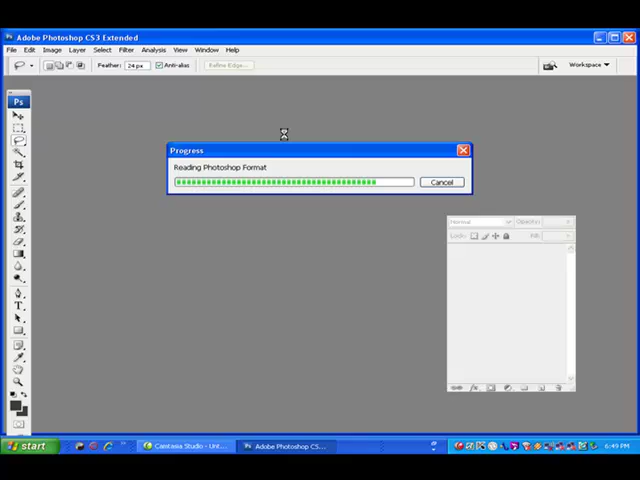 Adobe Photoshop CS3 Extended
File Edit Image Layer Select Filter Analysis View Window Help
Feather: 24 px Anti-alias Refine Edge... Workspace
Ps
Progress
Reading Photoshop Format
Cancel
Normal Opacity:
Lock: Fill:
T
start Camtasia Studio - Unt... Adobe Photoshop CS... 6:49 PM